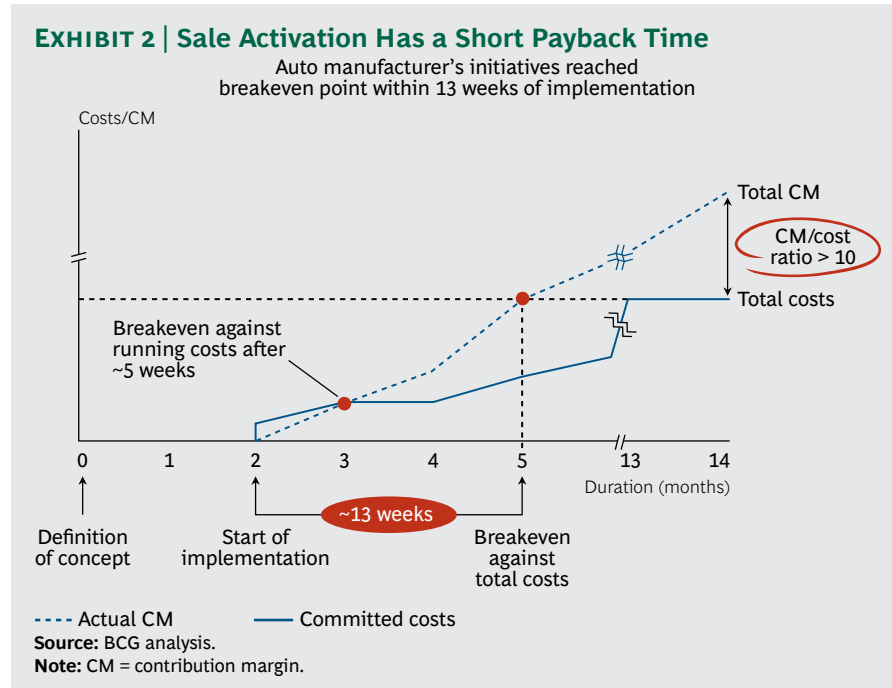 EXHIBIT 2 | Sale Activation Has a Short Payback Time
Auto manufacturer's initiatives reached
breakeven point within 13 weeks of implementation
Costs/CM
Total CM
CM/cost
ratio > 10
Total costs
Breakeven against
running costs after
~5 weeks
0
1
2
3
4
5
13
14
Duration (months)
~13 weeks
Definition
of concept
Start of
implementation
Breakeven
against
total costs
Actual CM
Committed costs
Source: BCG analysis.
Note: CM = contribution margin.